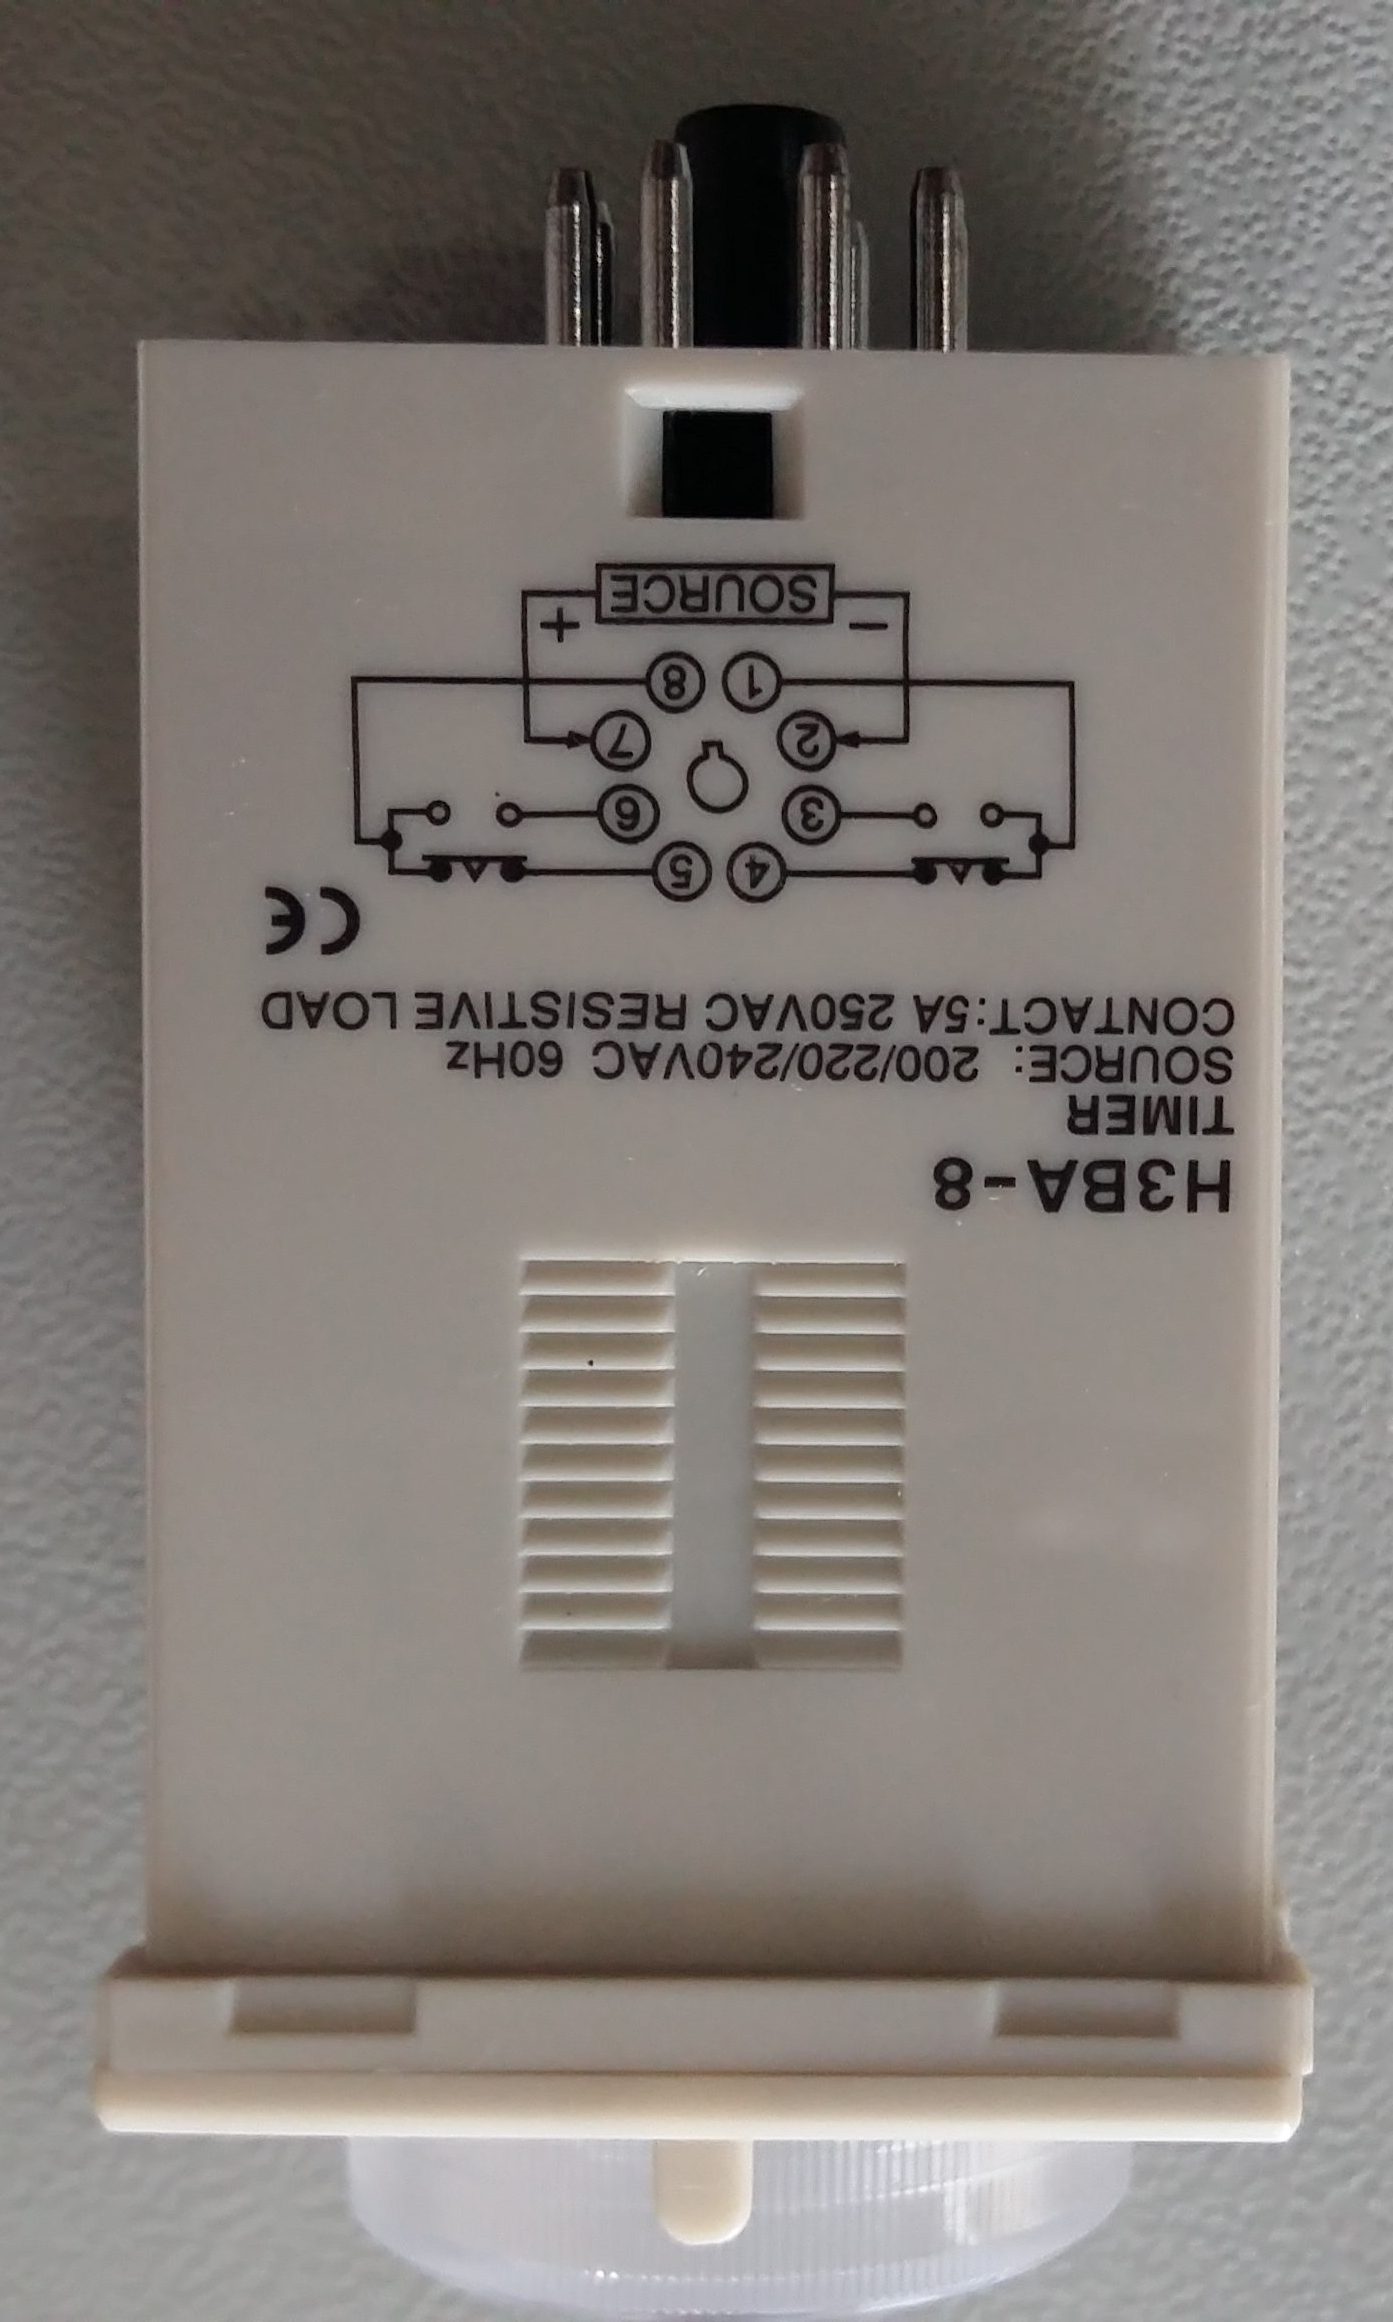 H3BA-8
TIMER
SOURCE: 200/220/240VAC 60Hz
CONTACT:5A 250VAC RESISTIVE LOAD
CE
4 5
3 6
2 7
1 8
- +
SOURCE